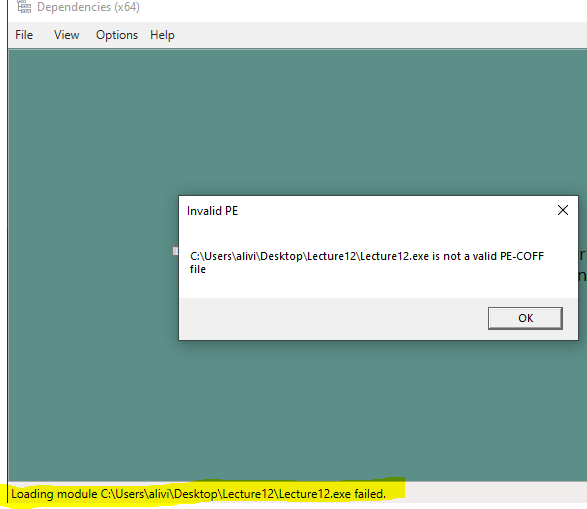 Dependencies (x64)
File View Options Help
Invalid PE
C:\Users\alivi\Desktop\Lecture12\Lecture12.exe is not a valid PE-COFF
file
OK
Loading module C:\Users\alivi\Desktop\Lecture12\Lecture12.exe failed.